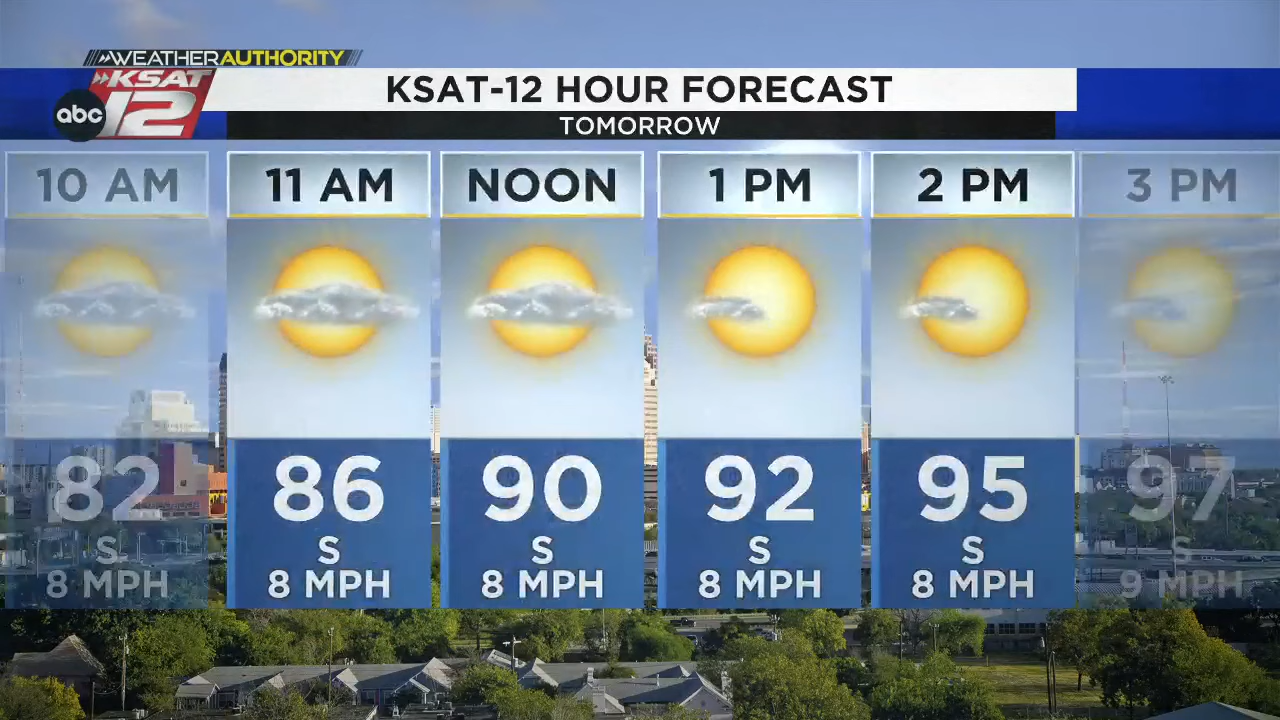 WEATHERAUTHORITY
KSAT
abc 12
KSAT-12 HOUR FORECAST
TOMORROW
10 AM 11 AM NOON 1 PM 2 PM 3 PM
82 86 90 92 95 97
S S S S S S
8 MPH 8 MPH 8 MPH 8 MPH 8 MPH 9 MPH